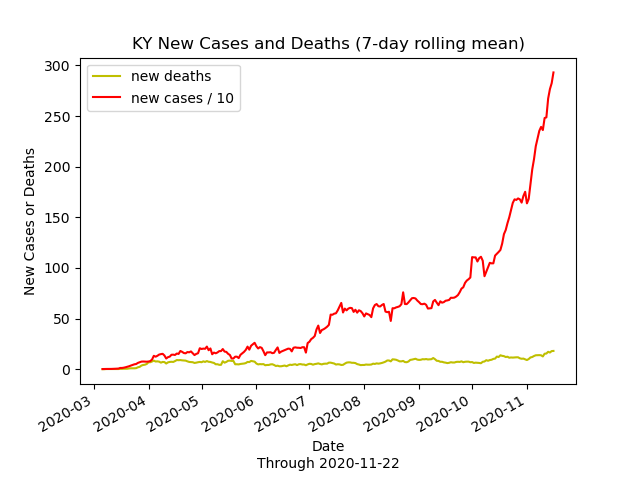 KY New Cases and Deaths (7-day rolling mean)
new deaths
new cases / 10
New Cases or Deaths
300
250
200
150
100
50
0
2020-03
2020-04
2020-05
2020-06
2020-07
2020-08
2020-09
2020-10
2020-11
Date
Through 2020-11-22